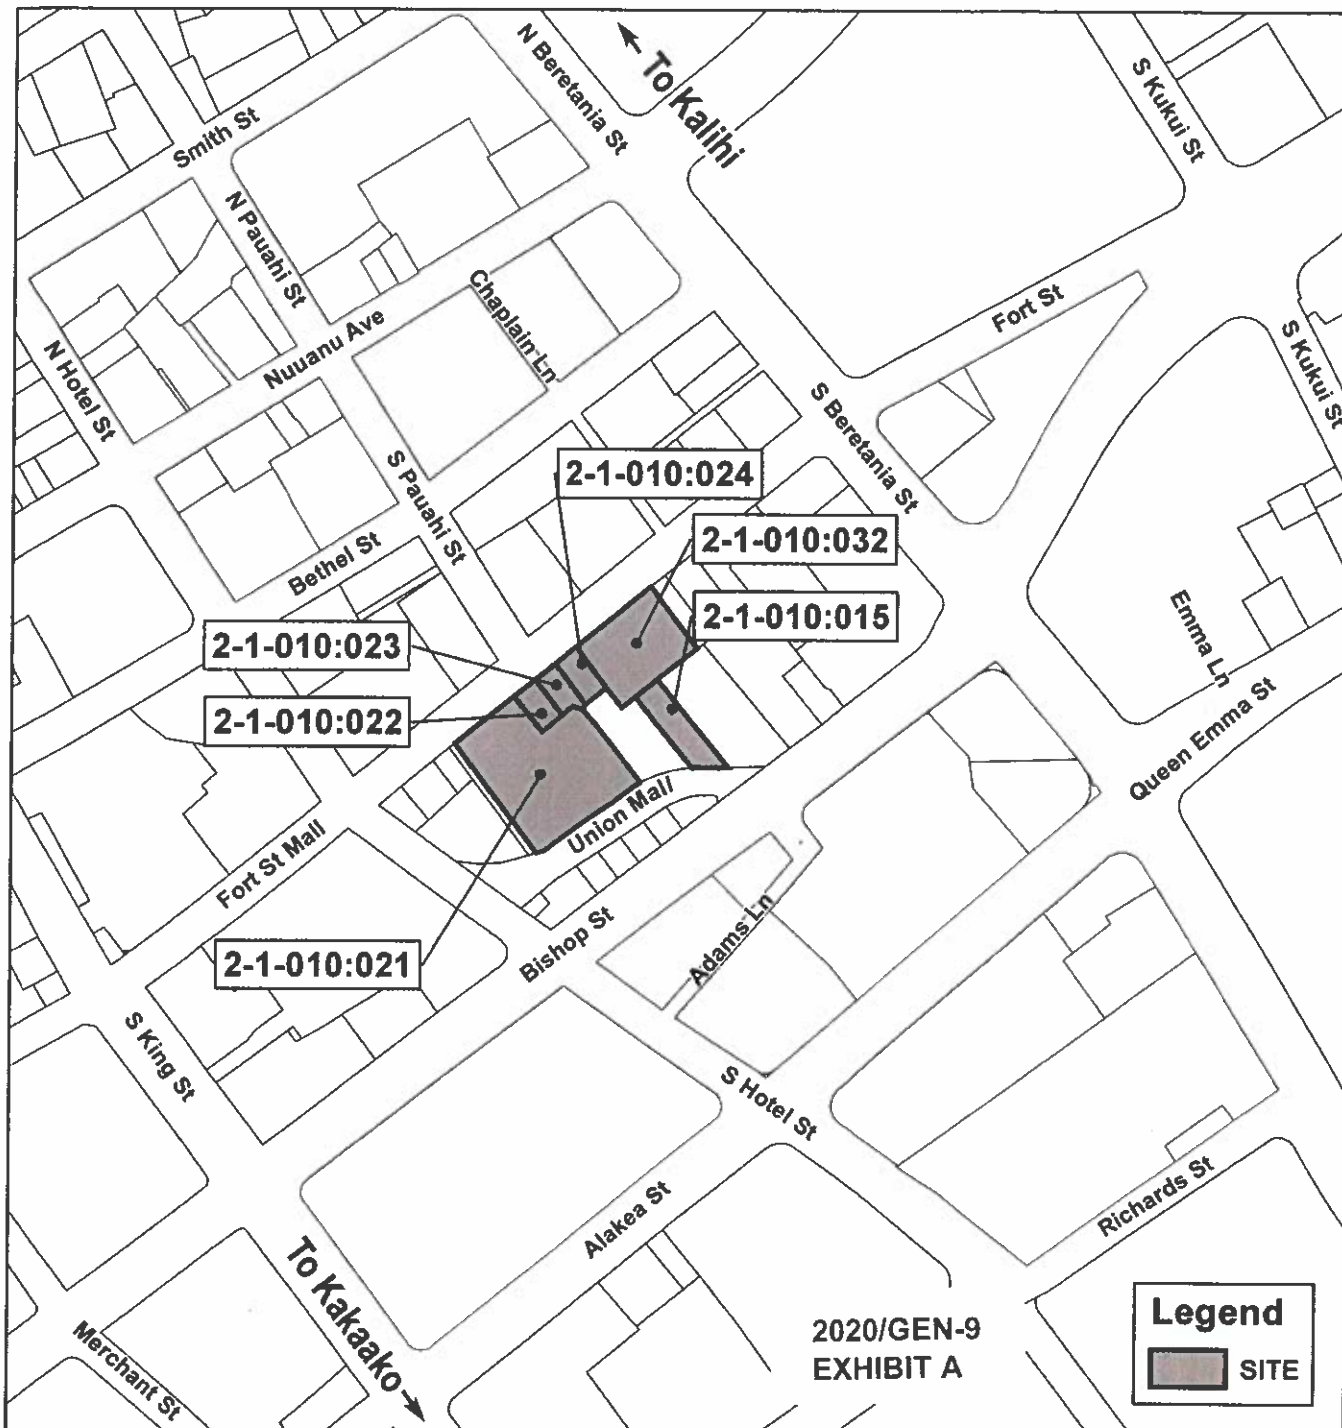 N Beretania St
To Kalihi
S Kukui St
Smith St
N Pauahi St
Chaplain Ln
Fort St
Nuuanu Ave
N Hotel St
S Kukui St
S Beretania St
S Pauahi St
2-1-010:024
2-1-010:032
Bethel St
2-1-010:015
Emma Ln
2-1-010:023
2-1-010:022
Queen Emma St
Union Mall
Fort St Mall
Adams Ln
Bishop St
2-1-010:021
S King St
S Hotel St
Richards St
Alakea St
To Kakaako
Merchant St
2020/GEN-9
EXHIBIT A
Legend
SITE